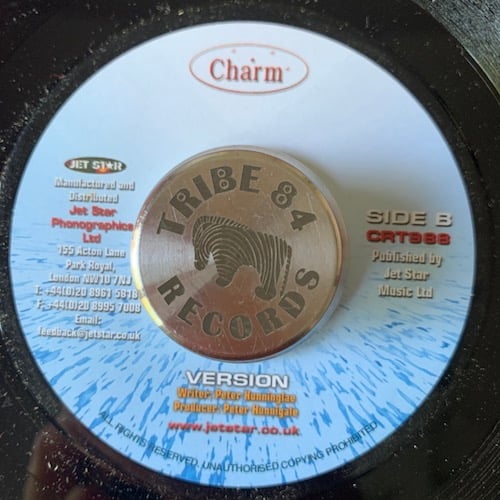 Charm
JET STAR
Manufactured and
Distributed
Jet Star
Phonographics
Ltd
155 Acton Lane
Park Royal,
London NW10 7NJ
T: +44(0)20 8961 5818
F: +44(0)20 8995 7008
Email:
feedback@jetstar.co.uk
TRIBE 84
RECORDS
SIDE B
CRT988
Published by
Jet Star
Music Ltd
VERSION
Writer: Peter Hunningale
Producer: Peter Hunnigale
www.jetstar.co.uk
ALL RIGHTS RESERVED, UNAUTHORISED COPYING PROHIBITED